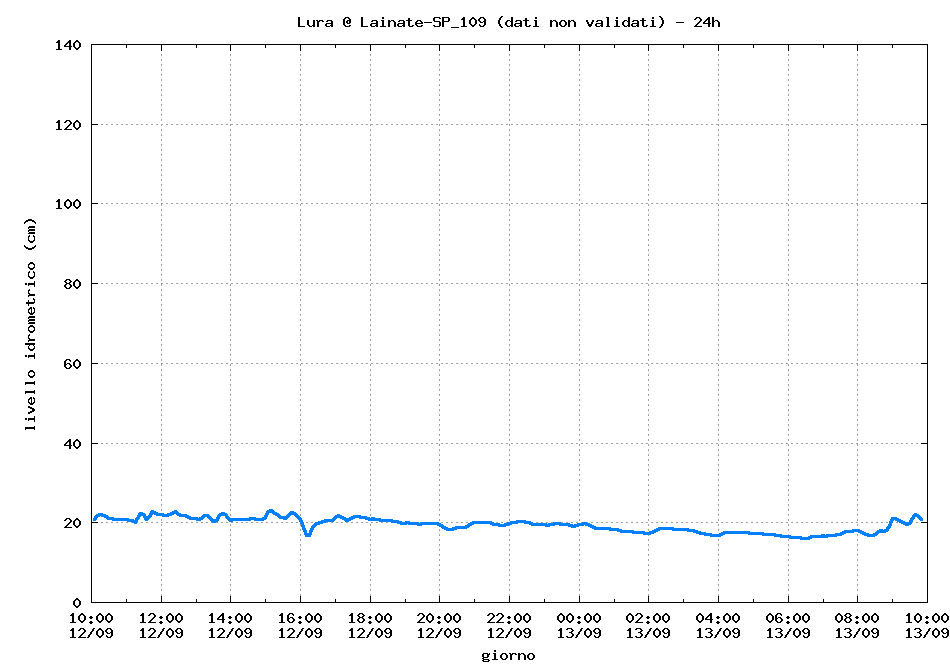 Lura @ Lainate-SP_109 (dati non validati) - 24h
140
120
100
80
60
40
20
0
livello idrometrico (cm)
10:00 12:00 14:00 16:00 18:00 20:00 22:00 00:00 02:00 04:00 06:00 08:00 10:00
12/09 12/09 12/09 12/09 12/09 12/09 12/09 13/09 13/09 13/09 13/09 13/09 13/09
giorno